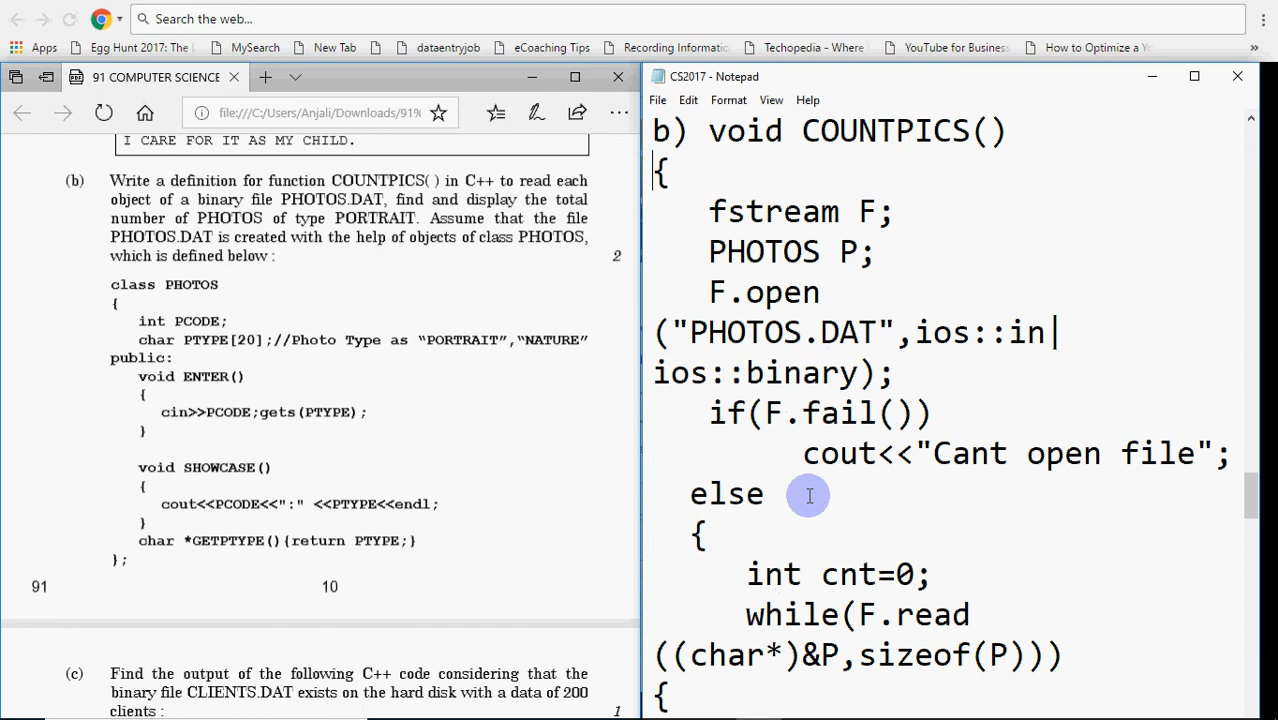 Search the web...
Apps
Egg Hunt 2017: The L
MySearch
New Tab
dataentryjob
eCoaching Tips
Recording Informatio
Techopedia - Where
YouTube for Business
How to Optimize a Yo
»
91 COMPUTER SCIENCE
file:///C:/Users/Anjali/Downloads/91%
I CARE FOR IT AS MY CHILD.
(b) Write a definition for function COUNTPICS( ) in C++ to read each
object of a binary file PHOTOS.DAT, find and display the total
number of PHOTOS of type PORTRAIT. Assume that the file
PHOTOS.DAT is created with the help of objects of class PHOTOS,
which is defined below : 2
class PHOTOS
{
int PCODE;
char PTYPE[20];//Photo Type as “PORTRAIT”,“NATURE”
public:
void ENTER()
{
cin>>PCODE;gets(PTYPE);
}
void SHOWCASE()
{
cout<<PCODE<<":" <<PTYPE<<endl;
}
char *GETPTYPE(){return PTYPE;}
};
91 10
(c) Find the output of the following C++ code considering that the
binary file CLIENTS.DAT exists on the hard disk with a data of 200
clients : 1
CS2017 - Notepad
File Edit Format View Help
b) void COUNTPICS()
{
fstream F;
PHOTOS P;
F.open
("PHOTOS.DAT",ios::in|
ios::binary);
if(F.fail())
cout<<"Cant open file";
else
{
int cnt=0;
while(F.read
((char*)&P,sizeof(P)))
{